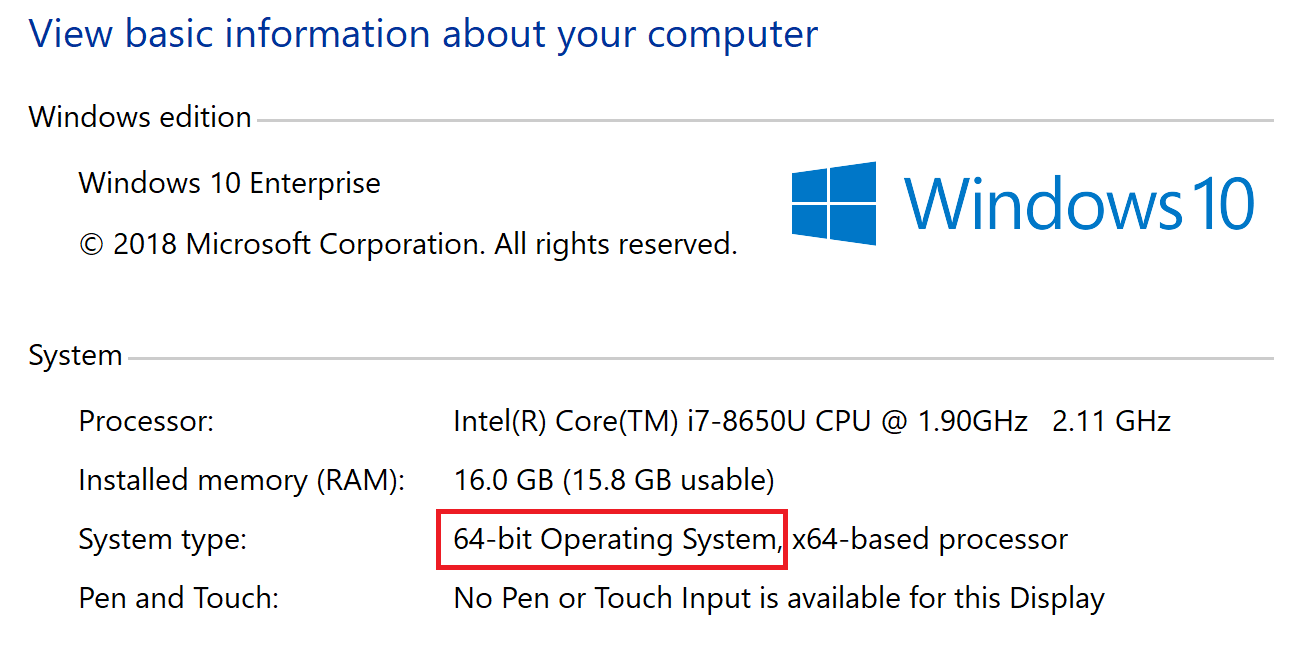 View basic information about your computer
Windows edition
Windows 10 Enterprise
© 2018 Microsoft Corporation. All rights reserved.
Windows 10
System
Processor: Intel(R) Core(TM) i7-8650U CPU @ 1.90GHz 2.11 GHz
Installed memory (RAM): 16.0 GB (15.8 GB usable)
System type: 64-bit Operating System, x64-based processor
Pen and Touch: No Pen or Touch Input is available for this Display